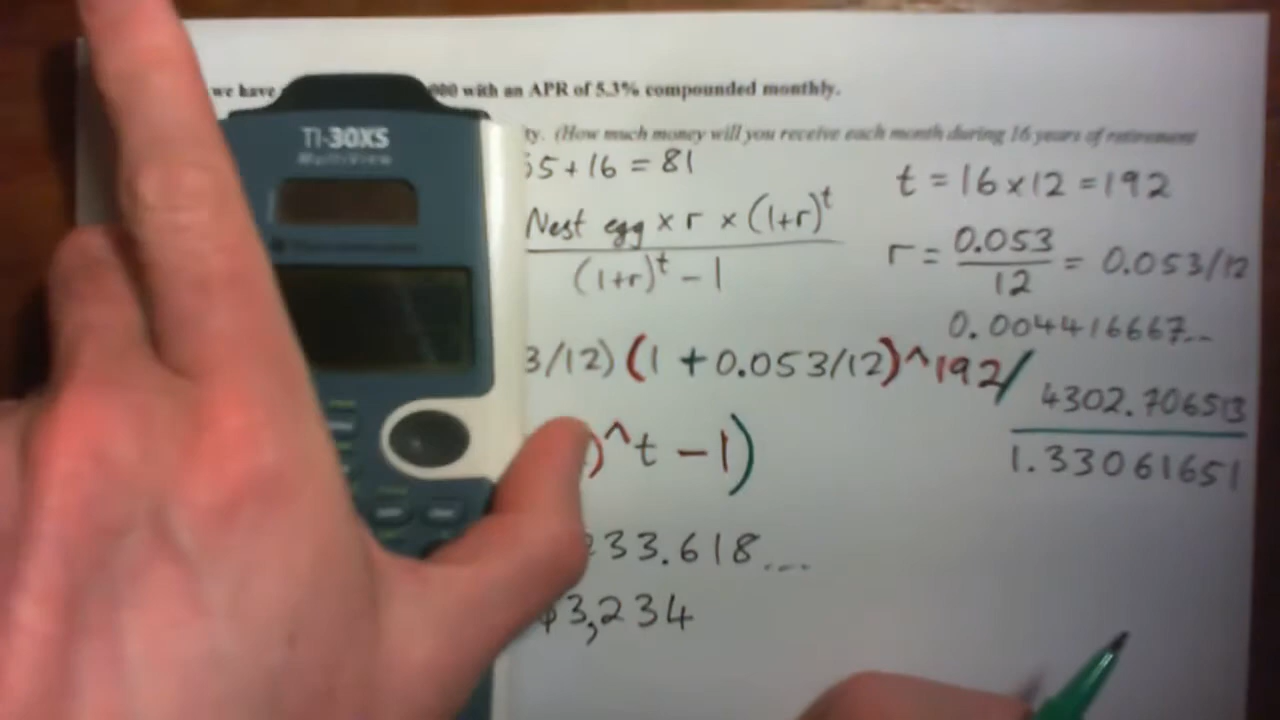 we have 000 with an APR of 5.3% compounded monthly.
TI-30XS
MultiView
ty. (How much money will you receive each month during 16 years of retirement
65 + 16 = 81
t = 16 x 12 = 192
Nest egg x r x (1+r)^t
(1+r)^t - 1
r = 0.053 / 12 = 0.053/12
0.004416667...
3/12) (1 + 0.053/12)^192/
4302.706513
1.33061651
)^t - 1)
233.618...
$3,234